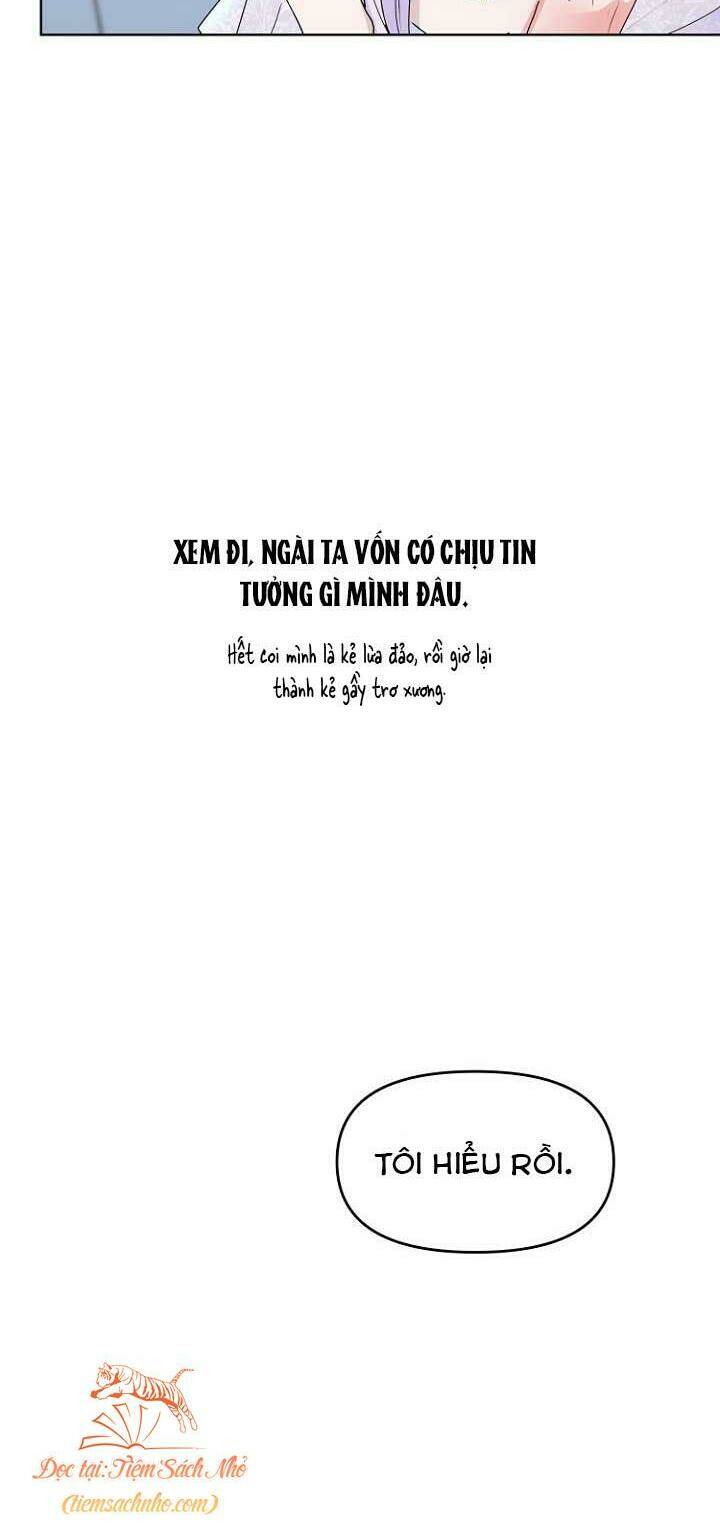 XEM ĐI, NGÀI TA VỐN CÓ CHỊU TIN
TƯỞNG GÌ MÌNH ĐÂU.
Hết coi mình là kẻ lừa đảo, rồi giờ lại
thành kẻ gầy trơ xương.
TÔI HIỂU RỒI.
Đọc tại: Tiệm Sách Nhỏ
(tiemsachnho.com)